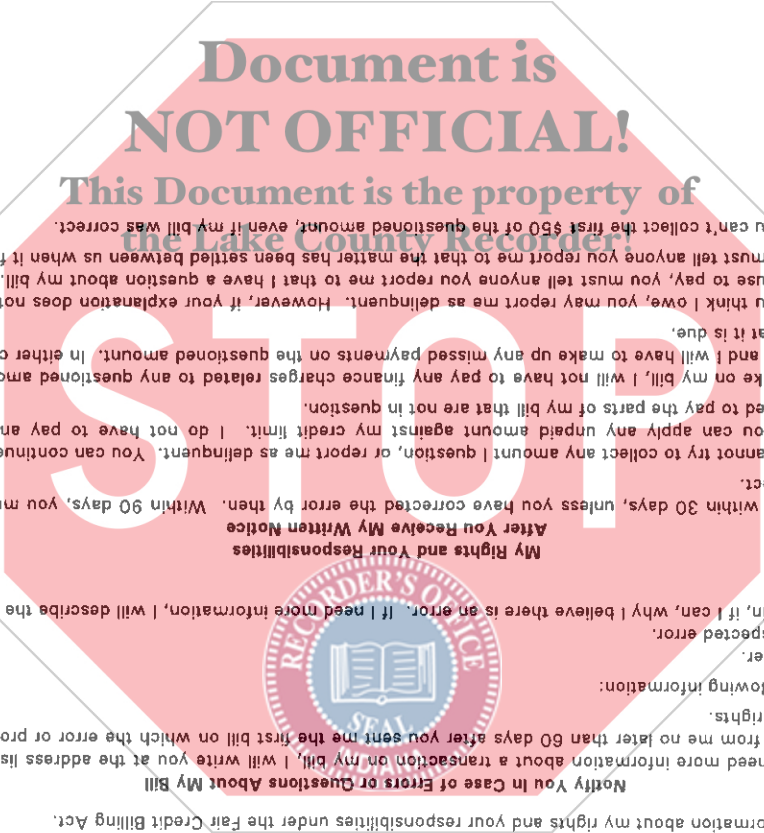 Document is
NOT OFFICIAL!
This Document is the property of
the Lake County Recorder!
STOP
RECORDER'S OFFICE
SEAL
INDIANA
ormation about my rights and your responsibilities under the Fair Credit Billing Act.
Notify You In Case of Errors or Questions About My Bill
need more information about a transaction on my bill, I will write you at the address lis
from me no later than 60 days after you sent me the first bill on which the error or pro
rights.
owing information:
er.
spected error.
in, if I can, why I believe there is an error. If I need more information, I will describe the
My Rights and Your Responsibilities
After You Receive My Written Notice
within 30 days, unless you have corrected the error by then. Within 90 days, you mu
ect.
annot try to collect any amount I question, or report me as delinquent. You can continue
ou can apply any unpaid amount against my credit limit. I do not have to pay an
ed to pay the parts of my bill that are not in question.
ke on my bill, I will not have to pay any finance charges related to any questioned amo
and I will have to make up any missed payments on the questioned amount. In either c
at it is due.
u think I owe, you may report me as delinquent. However, if your explanation does not
use to pay, you must tell anyone you report me to that I have a question about my bill.
must tell anyone you report me to that the matter has been settled between us when it f
u can't collect the first $50 of the questioned amount, even if my bill was correct.